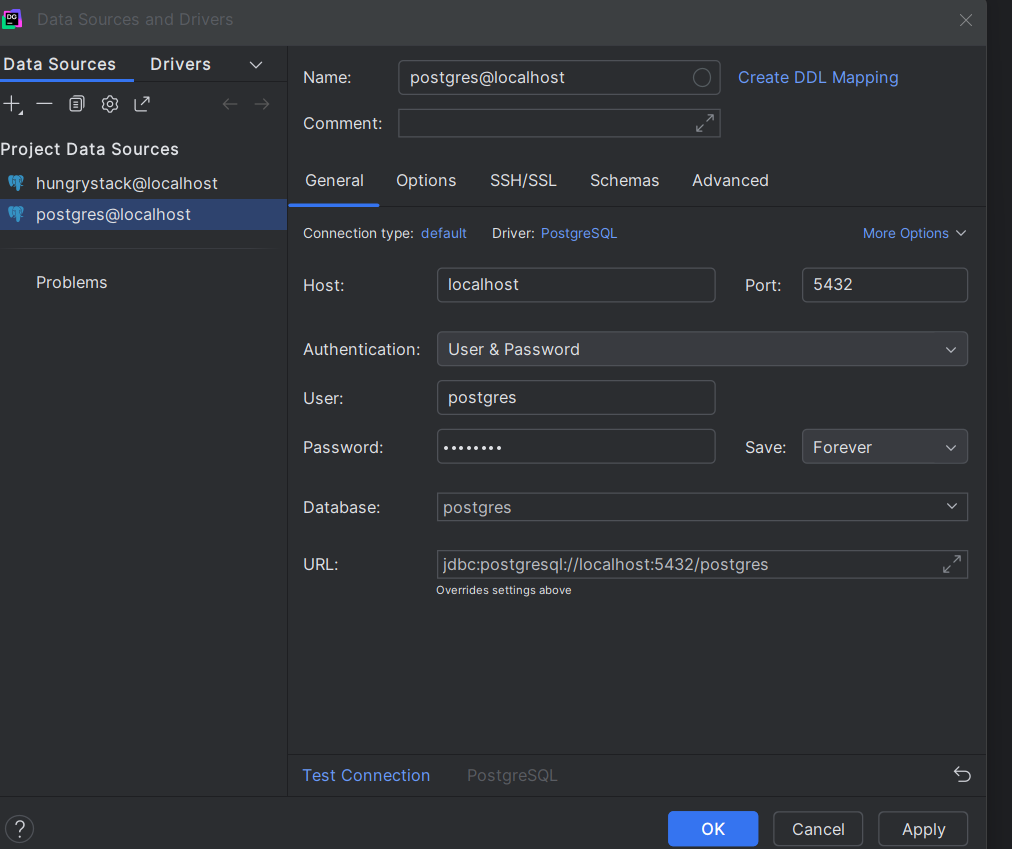 DG
Data Sources and Drivers
Data Sources Drivers
Project Data Sources
hungrystack@localhost
postgres@localhost
Problems
Name: postgres@localhost Create DDL Mapping
Comment:
General Options SSH/SSL Schemas Advanced
Connection type: default Driver: PostgreSQL More Options
Host: localhost Port: 5432
Authentication: User & Password
User: postgres
Password: •••••••• Save: Forever
Database: postgres
URL: jdbc:postgresql://localhost:5432/postgres
Overrides settings above
Test Connection PostgreSQL
? OK Cancel Apply